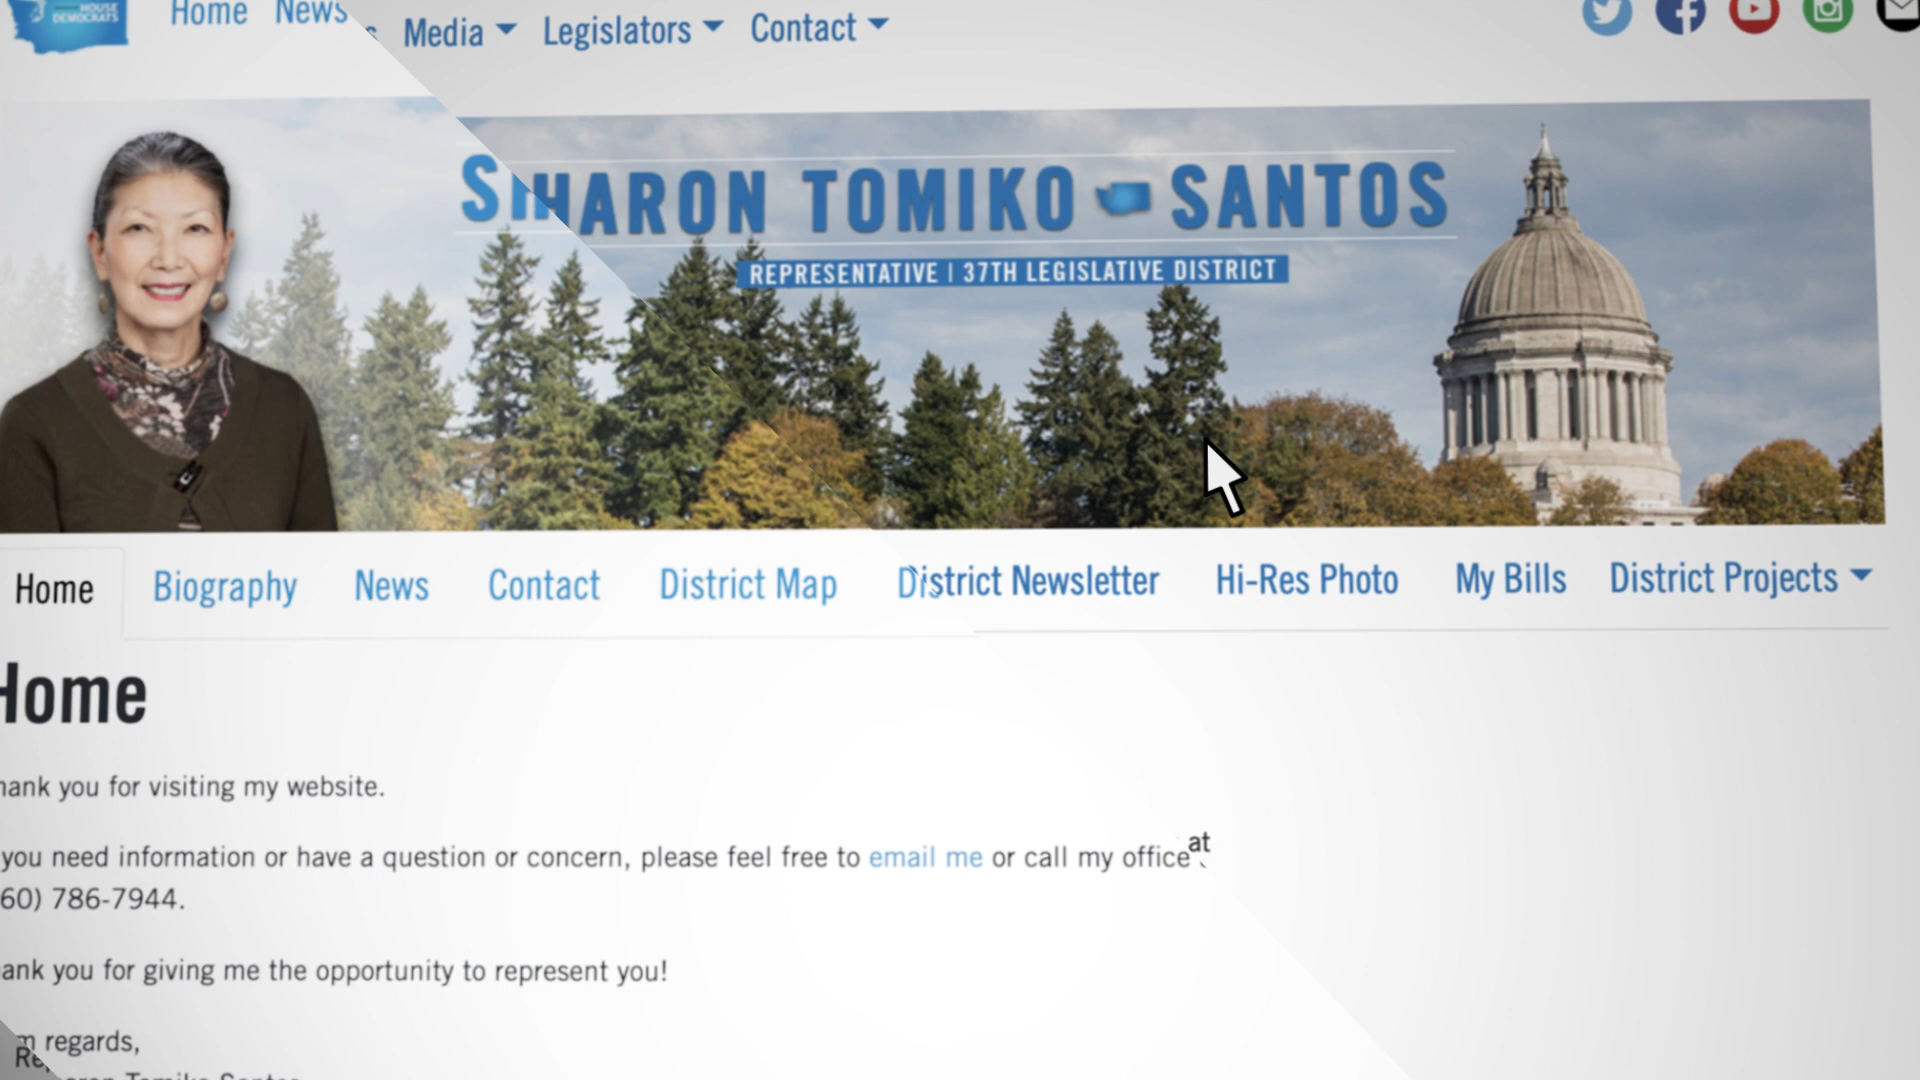 HOUSE
DEMOCRATS
Home News Media Legislators Contact
SHARON TOMIKO SANTOS
REPRESENTATIVE | 37TH LEGISLATIVE DISTRICT
Home Biography News Contact District Map District Newsletter Hi-Res Photo My Bills District Projects
Home
hank you for visiting my website.
you need information or have a question or concern, please feel free to email me or call my office at
60) 786-7944.
ank you for giving me the opportunity to represent you!
m regards,